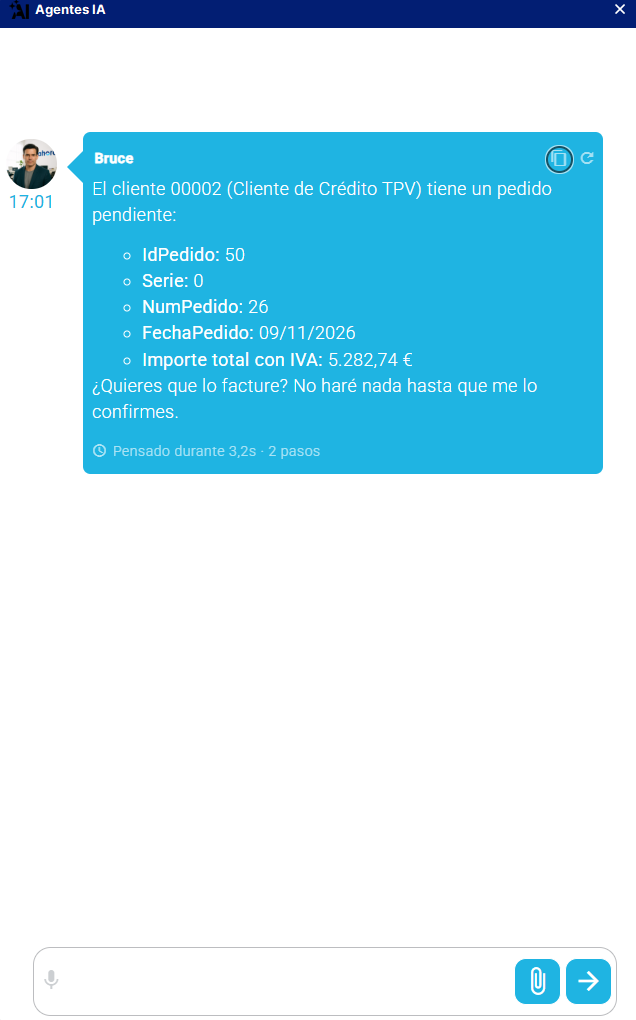 Agentes IA
Bruce
17:01
El cliente 00002 (Cliente de Crédito TPV) tiene un pedido
pendiente:
IdPedido: 50
Serie: 0
NumPedido: 26
FechaPedido: 09/11/2026
Importe total con IVA: 5.282,74 €
¿Quieres que lo facture? No haré nada hasta que me lo
confirmes.
Pensado durante 3,2s · 2 pasos